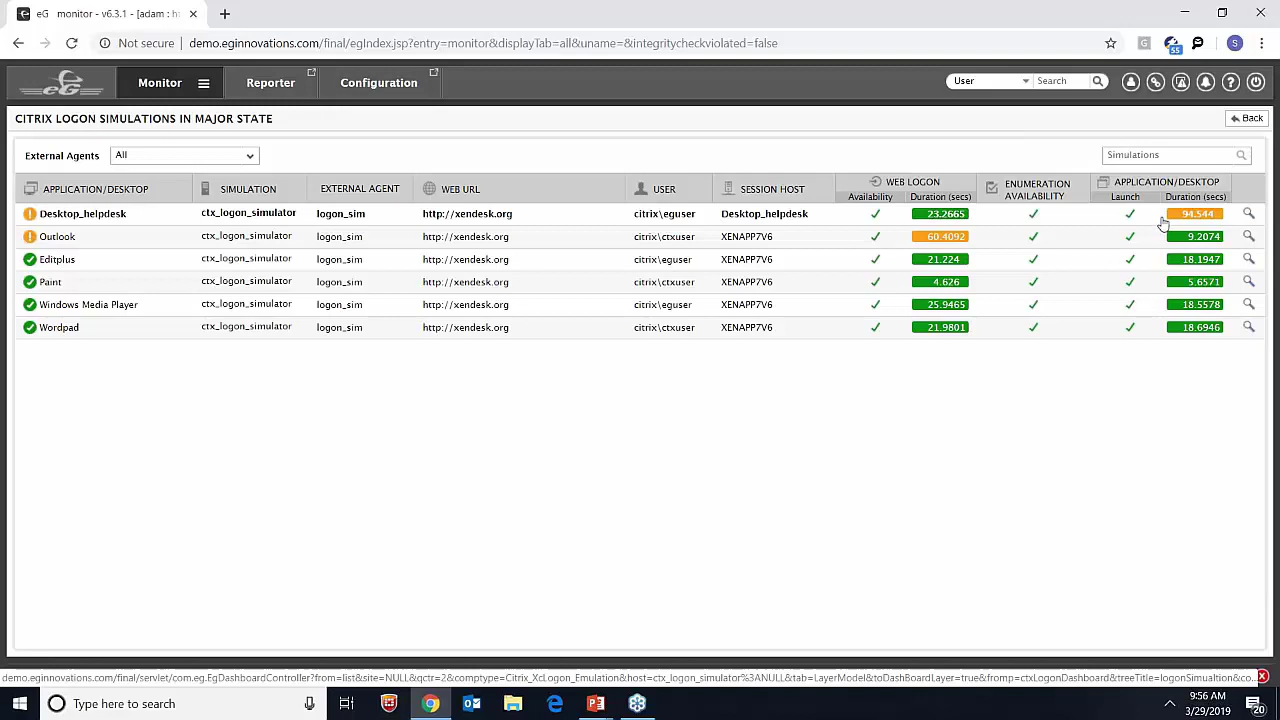 eG monitor - v6.3.1 - [adam : ht
Not secure demo.eginnovations.com/final/egIndex.jsp?entry=monitor&displayTab=all&uname=&integritycheckviolated=false
G 55 S
eG Monitor Reporter Configuration User Search
CITRIX LOGON SIMULATIONS IN MAJOR STATE Back
External Agents All Simulations
APPLICATION/DESKTOP SIMULATION EXTERNAL AGENT WEB URL USER SESSION HOST WEB LOGON ENUMERATION AVAILABILITY APPLICATION/DESKTOP
Availability Duration (secs) Launch Duration (secs)
Desktop_helpdesk ctx_logon_simulator logon_sim http://xendesk.org citrix\eguser Desktop_helpdesk 23.2665 94.544
Outlook ctx_logon_simulator logon_sim http://xendesk.org citrix\ctxuser XENAPP7V6 60.4092 9.2074
Editplus ctx_logon_simulator logon_sim http://xendesk.org citrix\eguser XENAPP7V6 21.224 18.1947
Paint ctx_logon_simulator logon_sim http://xendesk.org citrix\ctxuser XENAPP7V6 4.626 5.6571
Windows Media Player ctx_logon_simulator logon_sim http://xendesk.org citrix\eguser XENAPP7V6 25.9465 18.5578
Wordpad ctx_logon_simulator logon_sim http://xendesk.org citrix\ctxuser XENAPP7V6 21.9801 18.6946
demo.eginnovations.com/final/servlet/com.eg.EgDashboardController?from=list&site=NULL&qctr=2&comptype=Citrix_XcLogon_Emulation&host=ctx_logon_simulator%3ANULL&tab=LayerModel&toDashBoardLayer=true&fromp=ctxLogonDashboard&treeTitle=logonSimualtion&co...
Type here to search
9:56 AM
3/29/2019
20